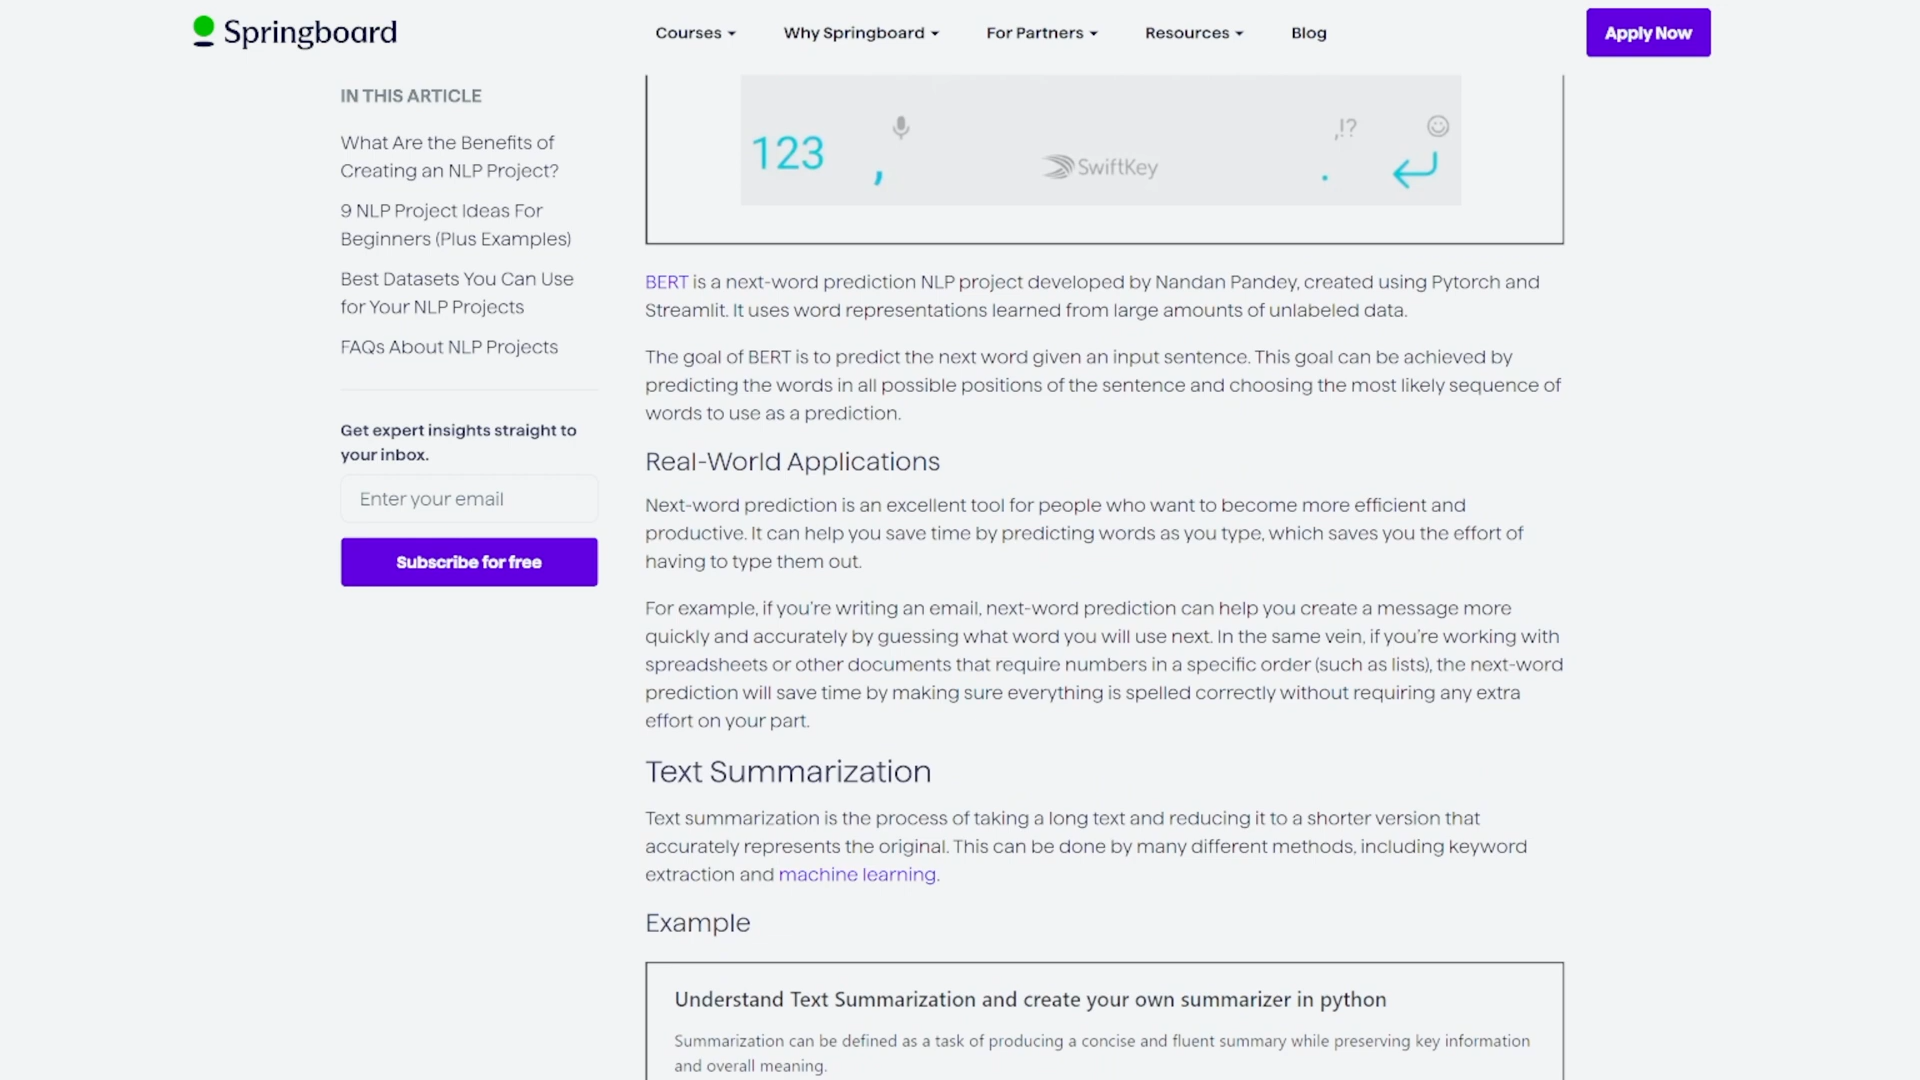 Springboard
Courses
Why Springboard
For Partners
Resources
Blog
Apply Now
IN THIS ARTICLE
What Are the Benefits of
Creating an NLP Project?
9 NLP Project Ideas For
Beginners (Plus Examples)
Best Datasets You Can Use
for Your NLP Projects
FAQs About NLP Projects
Get expert insights straight to
your inbox.
Enter your email
Subscribe for free
123
,
SwiftKey
,!?
.
BERT is a next-word prediction NLP project developed by Nandan Pandey, created using Pytorch and
Streamlit. It uses word representations learned from large amounts of unlabeled data.
The goal of BERT is to predict the next word given an input sentence. This goal can be achieved by
predicting the words in all possible positions of the sentence and choosing the most likely sequence of
words to use as a prediction.
Real-World Applications
Next-word prediction is an excellent tool for people who want to become more efficient and
productive. It can help you save time by predicting words as you type, which saves you the effort of
having to type them out.
For example, if you're writing an email, next-word prediction can help you create a message more
quickly and accurately by guessing what word you will use next. In the same vein, if you're working with
spreadsheets or other documents that require numbers in a specific order (such as lists), the next-word
prediction will save time by making sure everything is spelled correctly without requiring any extra
effort on your part.
Text Summarization
Text summarization is the process of taking a long text and reducing it to a shorter version that
accurately represents the original. This can be done by many different methods, including keyword
extraction and machine learning.
Example
Understand Text Summarization and create your own summarizer in python
Summarization can be defined as a task of producing a concise and fluent summary while preserving key information
and overall meaning.